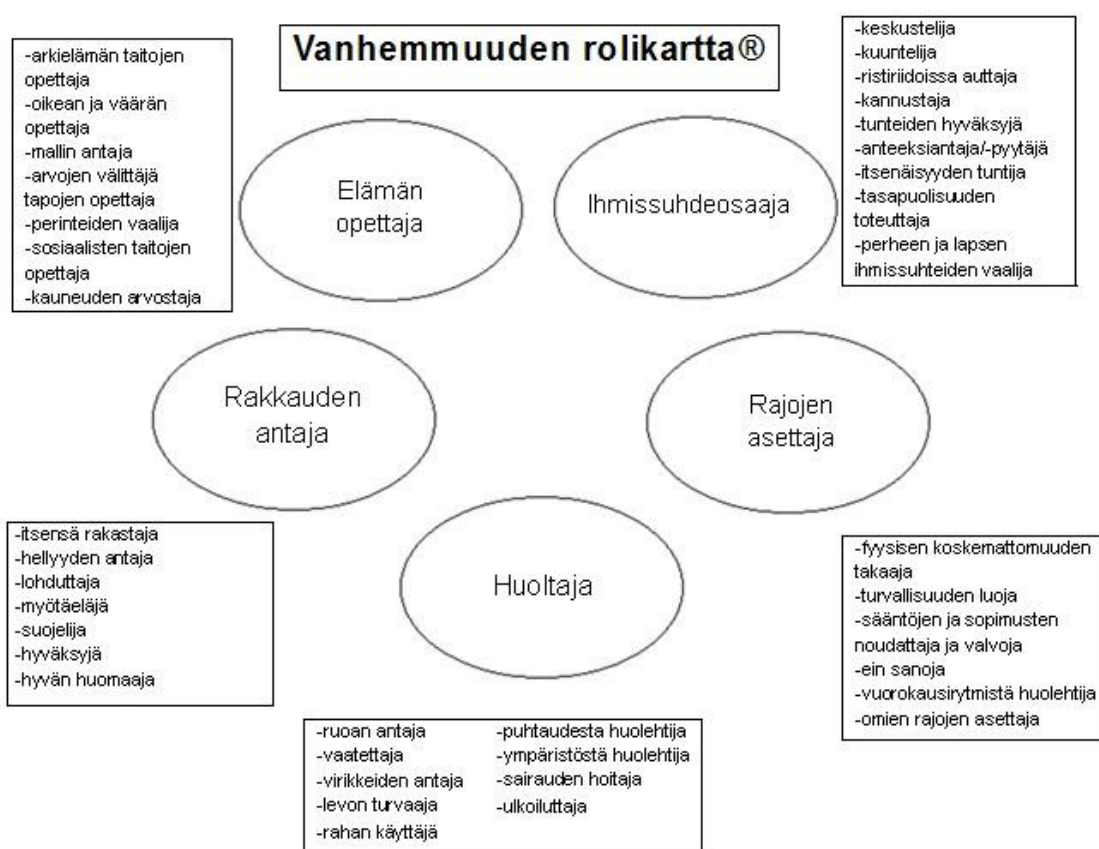 Vanhemmuuden rolikartta®
-arkielämän taitojen
opettaja
-oikean ja väärän
opettaja
-mallin antaja
-arvojen välittäjä
tapojen opettaja
-perinteiden vaalija
-sosiaalisten taitojen
opettaja
-kauneuden arvostaja
Elämän
opettaja
Ihmissuhdeosaaja
-keskustelija
-kuuntelija
-ristiriidoissa auttaja
-kannustaja
-tunteiden hyväksyjä
-anteeksiantaja/-pyytäjä
-itsenäisyyden tuntija
-tasapuolisuuden
toteuttaja
-perheen ja lapsen
ihmissuhteiden vaalija
Rakkauden
antaja
Rajojen
asettaja
-itsensä rakastaja
-hellyyden antaja
-lohduttaja
-myötäeläjä
-suojelija
-hyväksyjä
-hyvän huomaaja
Huoltaja
-fyysisen koskemattomuuden
takaaja
-turvallisuuden luoja
-sääntöjen ja sopimusten
noudattaja ja valvoja
-ein sanoja
-vuorokausirytmistä huolehtija
-omien rajojen asettaja
-ruoan antaja
-vaatettaja
-virikkeiden antaja
-levon turvaaja
-rahan käyttäjä
-puhtaudesta huolehtija
-ympäristöstä huolehtija
-sairauden hoitaja
-ulkoiluttaja